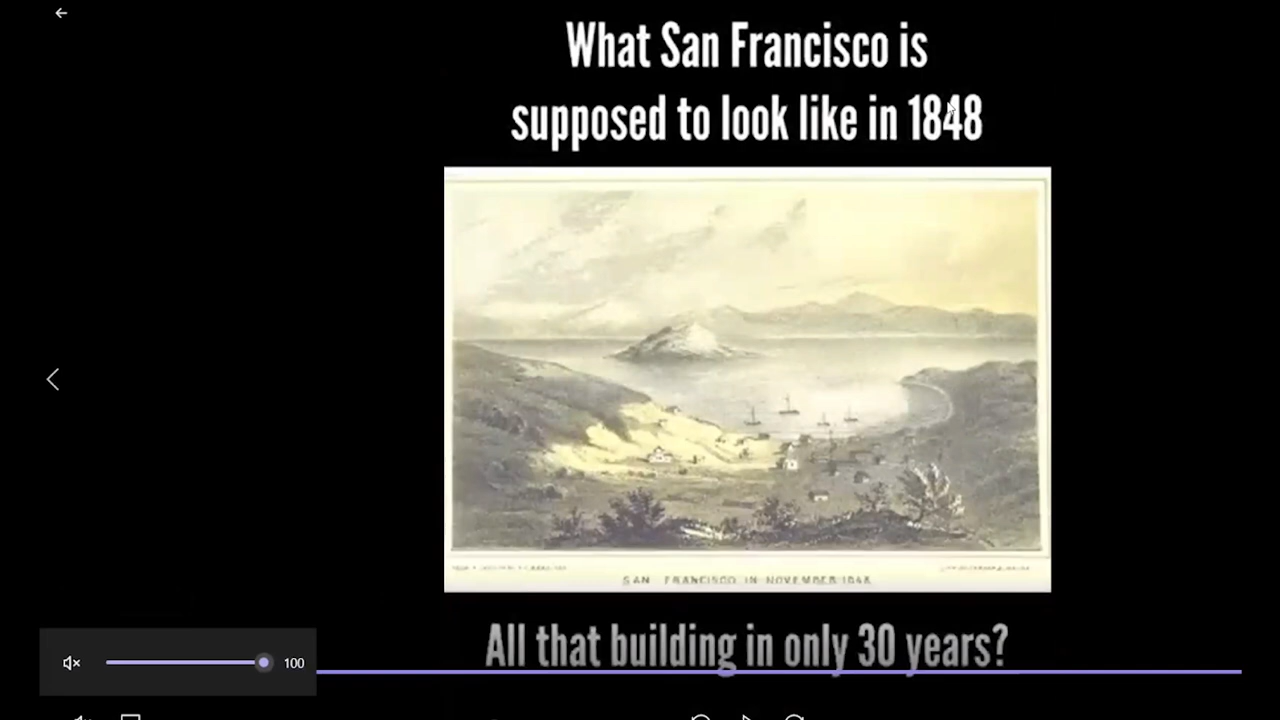 What San Francisco is
supposed to look like in 1848
SAN FRANCISCO IN NOVEMBER 1848
All that building in only 30 years?
100